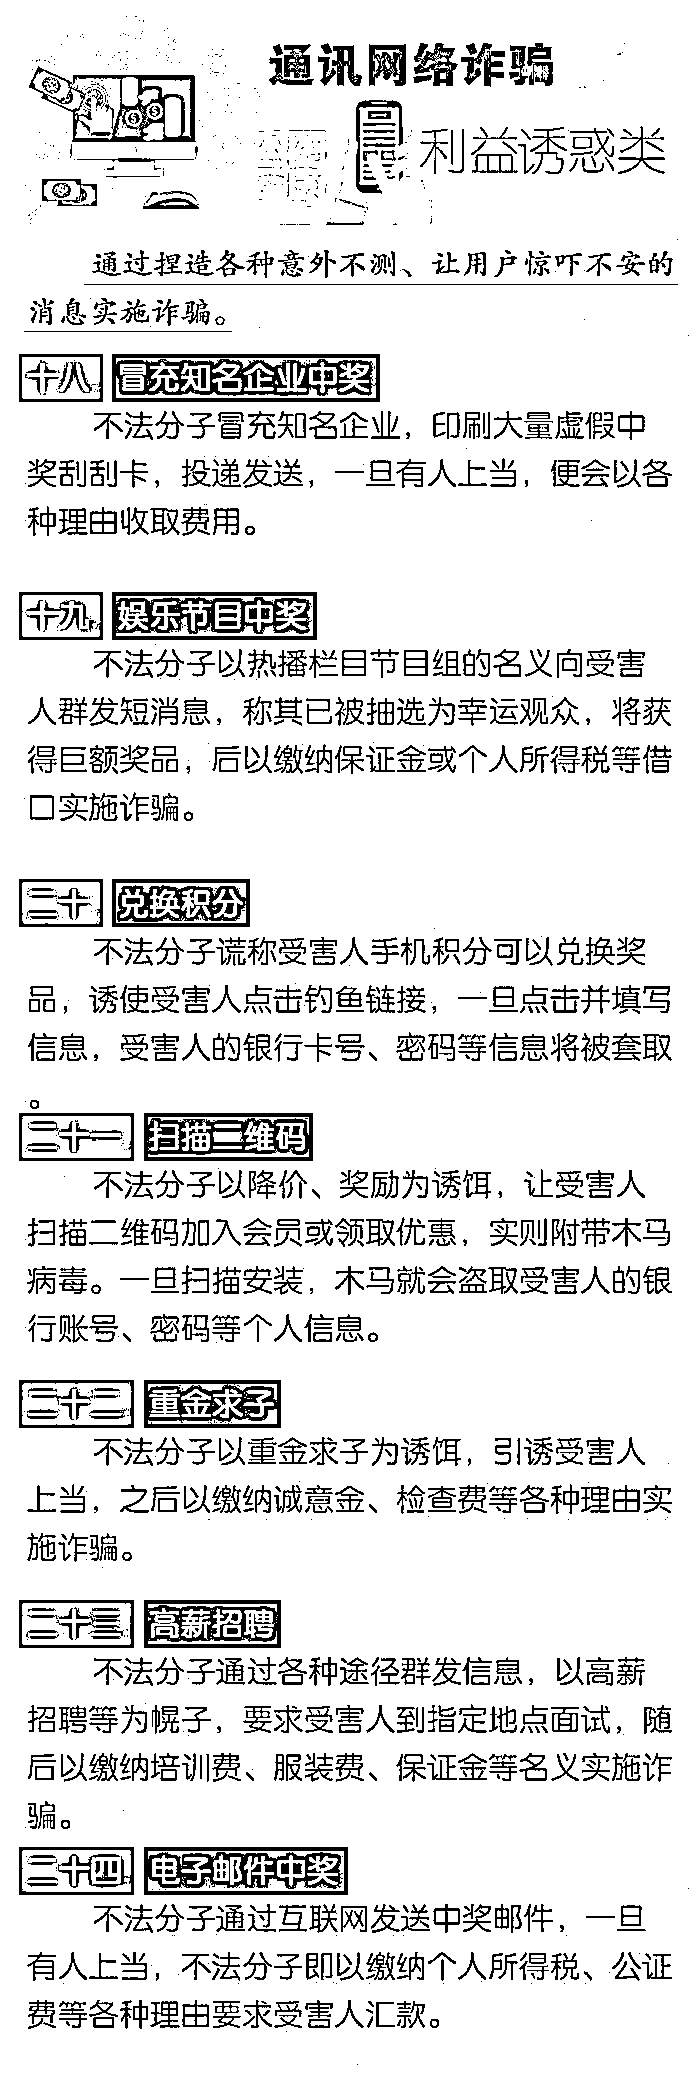 通讯网络诈骗
利益诱惑类
通过捏造各种意外不测、让用户惊吓不安的
消息实施诈骗。
十八 冒充知名企业中奖
不法分子冒充知名企业，印刷大量虚假中
奖刮刮卡，投递发送，一旦有人上当，便会以各
种理由收取费用。
十九 娱乐节目中奖
不法分子以热播栏目节目组的名义向受害
人群发短消息，称其已被抽选为幸运观众，将获
得巨额奖品，后以缴纳保证金或个人所得税等借
口实施诈骗。
二十 兑换积分
不法分子谎称受害人手机积分可以兑换奖
品，诱使受害人点击钓鱼链接，一旦点击并填写
信息，受害人的银行卡号、密码等信息将被套取
。
二十一 扫描二维码
不法分子以降价、奖励为诱饵，让受害人
扫描二维码加入会员或领取优惠，实则附带木马
病毒。一旦扫描安装，木马就会盗取受害人的银
行账号、密码等个人信息。
二十二 重金求子
不法分子以重金求子为诱饵，引诱受害人
上当，之后以缴纳诚意金、检查费等各种理由实
施诈骗。
二十三 高薪招聘
不法分子通过各种途径群发信息，以高薪
招聘等为幌子，要求受害人到指定地点面试，随
后以缴纳培训费、服装费、保证金等名义实施诈
骗。
二十四 电子邮件中奖
不法分子通过互联网发送中奖邮件，一旦
有人上当，不法分子即以缴纳个人所得税、公证
费等各种理由要求受害人汇款。